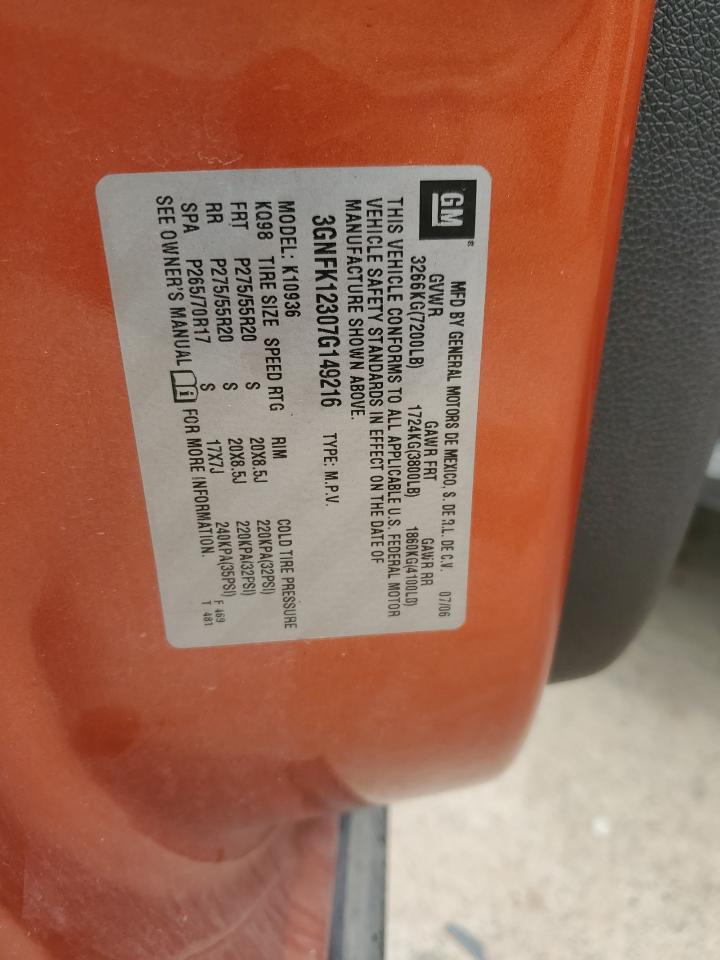 GM®
MFD BY GENERAL MOTORS DE MEXICO, S. DE R.L. DE C.V. 07/06
GVWR GAWR FRT GAWR RR
3266KG(7200LB) 1724KG(3800LB) 1860KG(4100LB)
THIS VEHICLE CONFORMS TO ALL APPLICABLE U.S. FEDERAL MOTOR
VEHICLE SAFETY STANDARDS IN EFFECT ON THE DATE OF
MANUFACTURE SHOWN ABOVE.
3GNFK12307G149216 TYPE: M.P.V.
MODEL: K10936
KQ98 TIRE SIZE SPEED RTG RIM COLD TIRE PRESSURE
FRT P275/55R20 S 20X8.5J 220KPA(32PSI)
RR P275/55R20 S 20X8.5J 220KPA(32PSI)
SPA P265/70R17 S 17X7J 240KPA(35PSI)
SEE OWNER'S MANUAL FOR MORE INFORMATION.
F 469
T 481